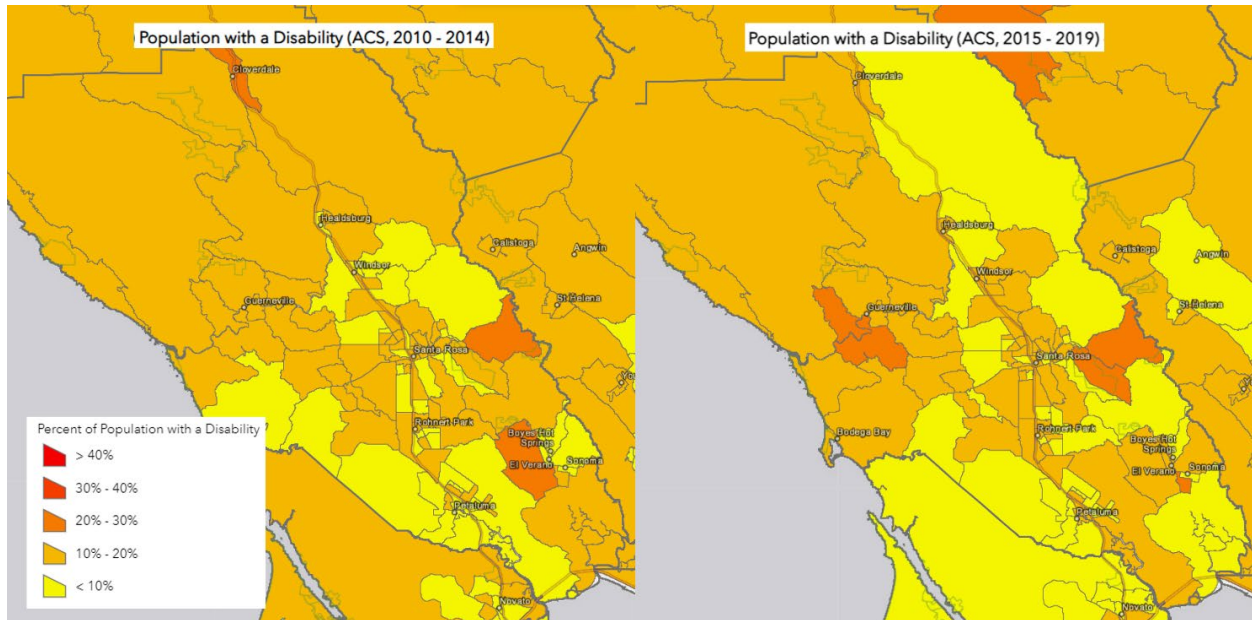 ) Population with a Disability (ACS, 2010 - 2014)
Cloverdale
Healdsburg
Calistoga
Angwin
Windsor
St Helena
Guerneville
Santa Rosa
Rohnert Park
Boyes Hot
Springs
El Verano
Sonoma
Petaluma
Novato
Percent of Population with a Disability
> 40%
30% - 40%
20% - 30%
10% - 20%
< 10%
Population with a Disability (ACS, 2015 - 2019)
Cloverdale
Healdsburg
Calistoga
Angwin
Windsor
St Helena
Guerneville
Santa Rosa
Bodega Bay
Rohnert Park
Boyes Hot
Springs
El Verano
Sonoma
Petaluma
Novato